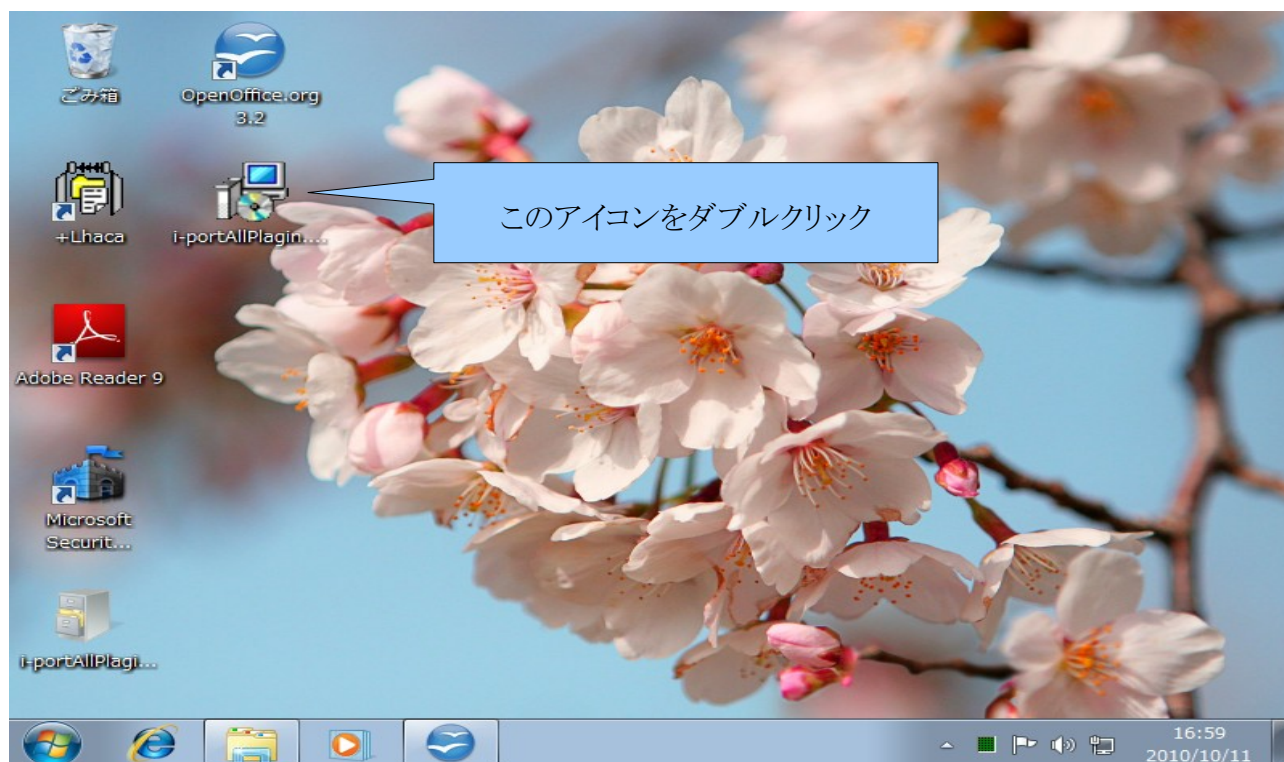 ごみ箱
OpenOffice.org
3.2
+Lhaca
i-portAllPlagin....
このアイコンをダブルクリック
Adobe Reader 9
Microsoft
Securit...
i-portAllPlagi...
16:59
2010/10/11